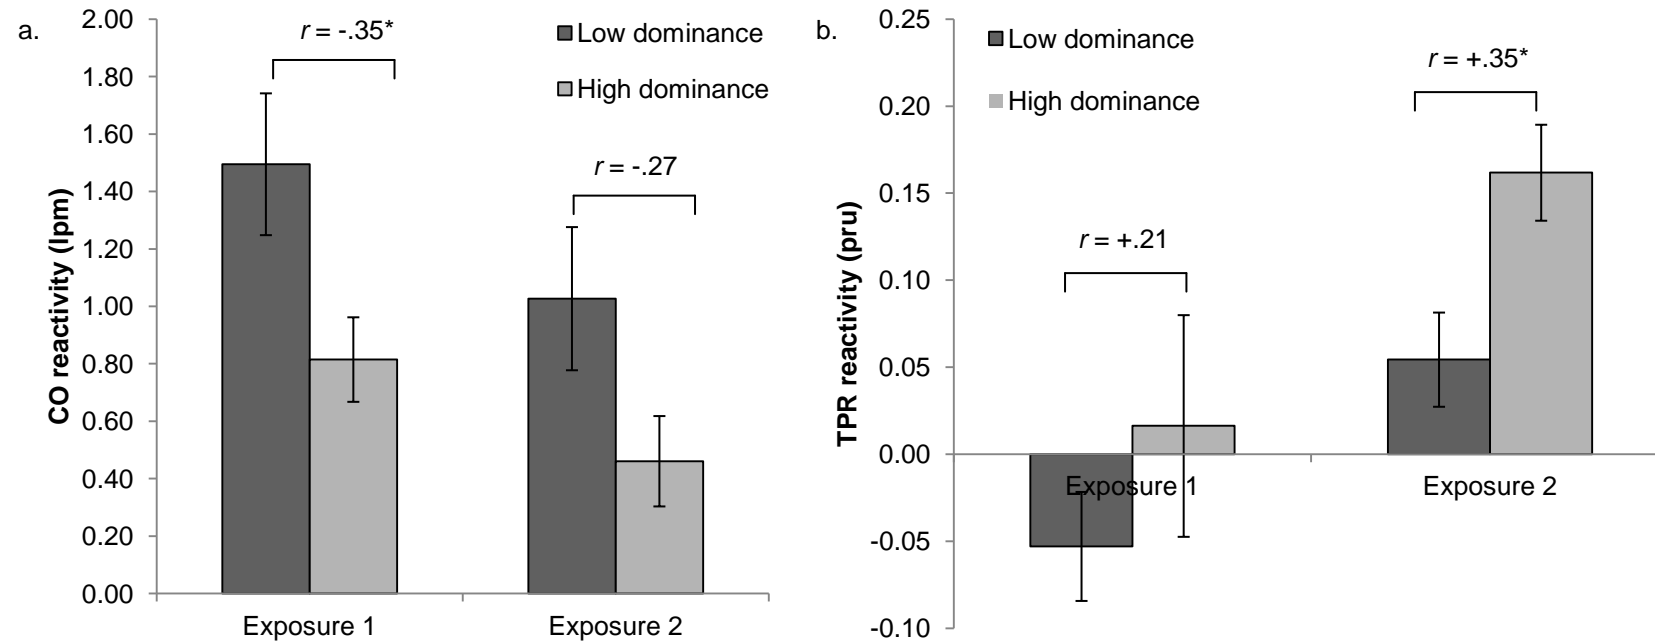 a.
CO reactivity (lpm)
2.00
1.80
1.60
1.40
1.20
1.00
0.80
0.60
0.40
0.20
0.00
r = -.35*
r = -.27
Low dominance
High dominance
Exposure 1
Exposure 2
b.
TPR reactivity (pru)
0.25
0.20
0.15
0.10
0.05
0.00
-0.05
-0.10
Low dominance
High dominance
r = +.35*
r = +.21
Exposure 1
Exposure 2